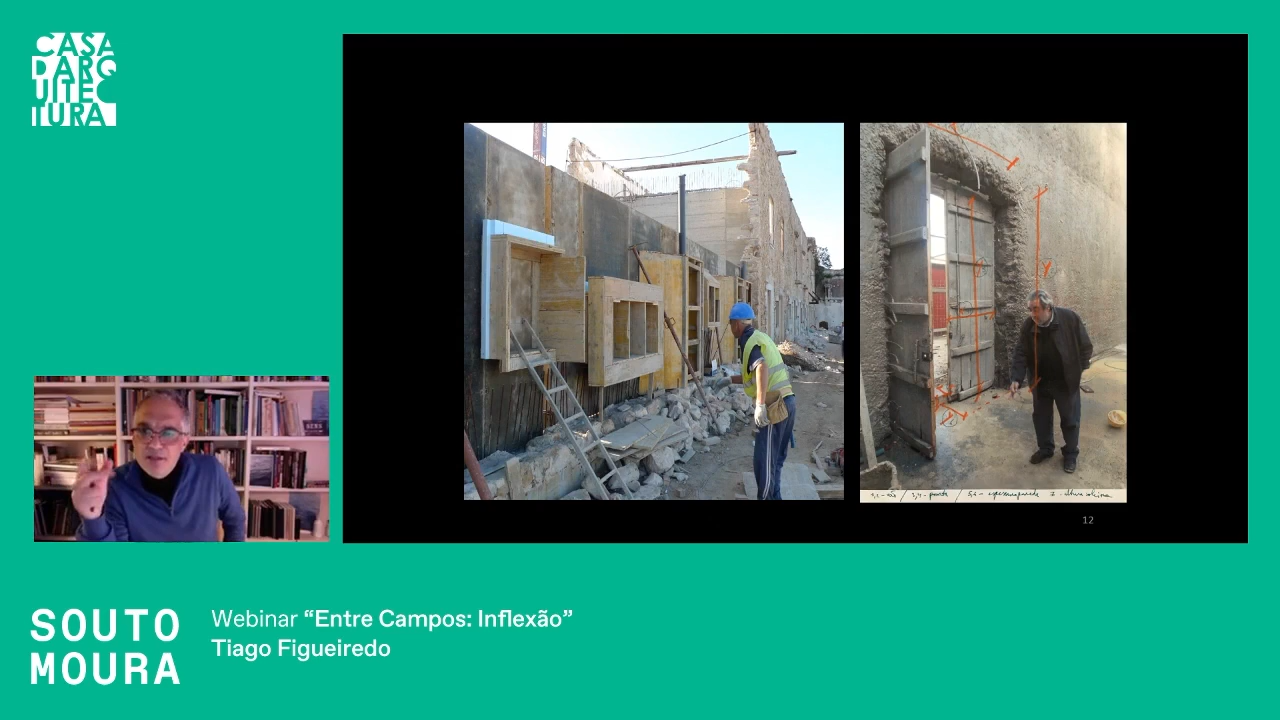 CASA
DARQ
UITEC
TURA
12
SOUTO
MOURA
Webinar “Entre Campos: Inflexão”
Tiago Figueiredo